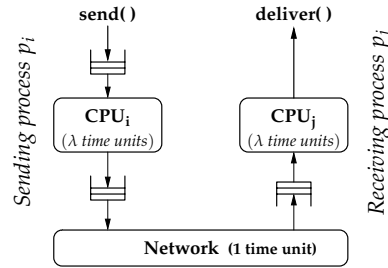 send()
deliver()
Sending process p_i
CPU_i
(λ time units)
CPU_j
(λ time units)
Receiving process p_j
Network (1 time unit)